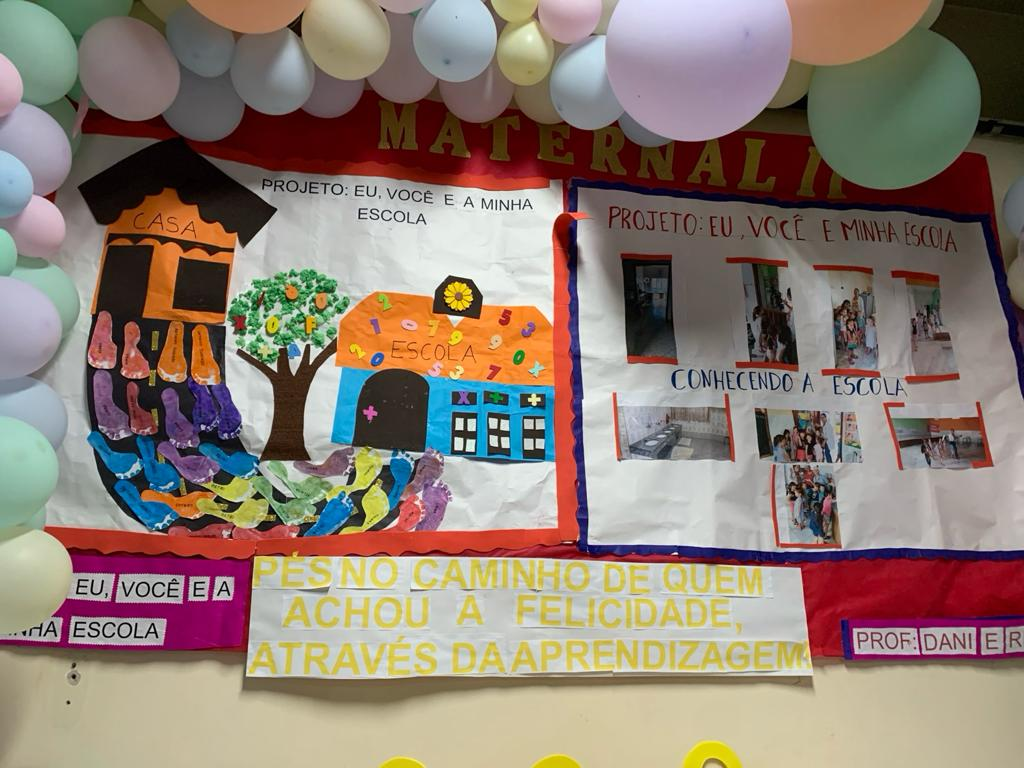 MATERNAL II
PROJETO: EU, VOCÊ E A MINHA
ESCOLA
CASA
ESCOLA
PROJETO: EU, VOCÊ E MINHA ESCOLA
CONHECENDO A ESCOLA
EU, VOCÊ E A
ESCOLA
PÉS NO CAMINHO DE QUEM
ACHOU A FELICIDADE,
ATRAVÉS DA APRENDIZAGEM.
PROF: DANI E R